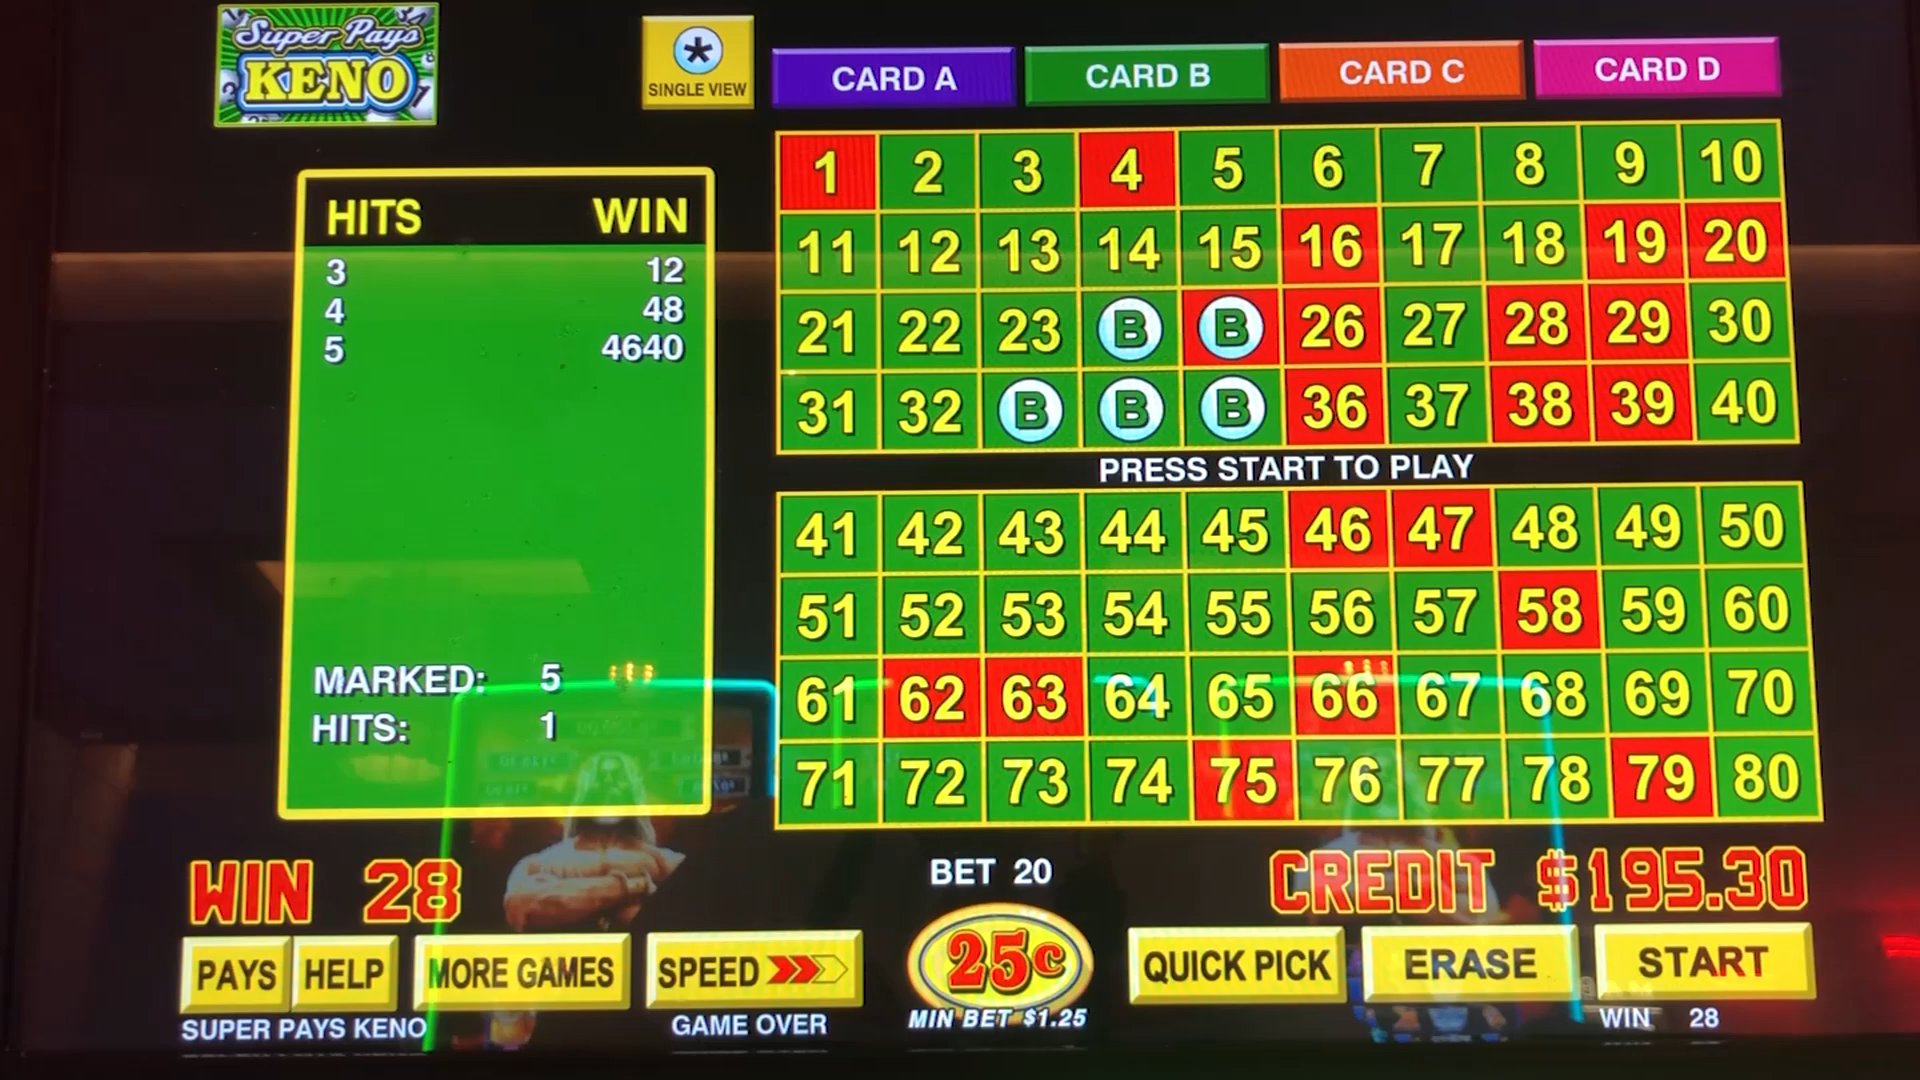 Super Pays
KENO
*
SINGLE VIEW
CARD A
CARD B
CARD C
CARD D
HITS WIN
3 12
4 48
5 4640
MARKED: 5
HITS: 1
1 2 3 4 5 6 7 8 9 10
11 12 13 14 15 16 17 18 19 20
21 22 23 B B 26 27 28 29 30
31 32 B B B 36 37 38 39 40
PRESS START TO PLAY
41 42 43 44 45 46 47 48 49 50
51 52 53 54 55 56 57 58 59 60
61 62 63 64 65 66 67 68 69 70
71 72 73 74 75 76 77 78 79 80
WIN 28
BET 20
CREDIT $195.30
PAYS
HELP
MORE GAMES
SPEED
25¢
QUICK PICK
ERASE
START
SUPER PAYS KENO
GAME OVER
MIN BET $1.25
WIN 28